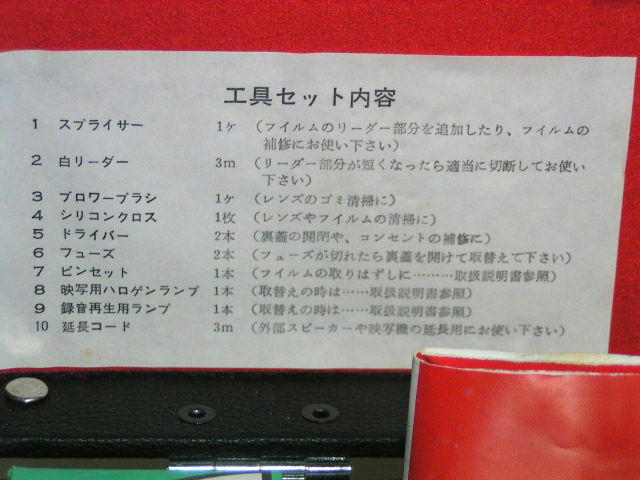 工具セット内容
1 スプライサー 1ケ (フイルムのリーダー部分を追加したり、フイルムの
補修にお使い下さい)
2 白リーダー 3m (リーダー部分が短くなったら適当に切断してお使い
下さい)
3 ブロワーブラシ 1ケ (レンズのゴミ清掃に)
4 シリコンクロス 1枚 (レンズやフイルムの清掃に)
5 ドライバー 2本 (裏蓋の開閉や、コンセントの補修に)
6 フューズ 2本 (フューズが切れたら裏蓋を開けて取替えて下さい)
7 ピンセット 1本 (フイルムの取りはずしに………取扱説明書参照)
8 映写用ハロゲンランプ 1本 (取替えの時は……取扱説明書参照)
9 録音再生用ランプ 1本 (取替えの時は……取扱説明書参照)
10 延長コード 3m (外部スピーカーや映写機の延長用にお使い下さい)